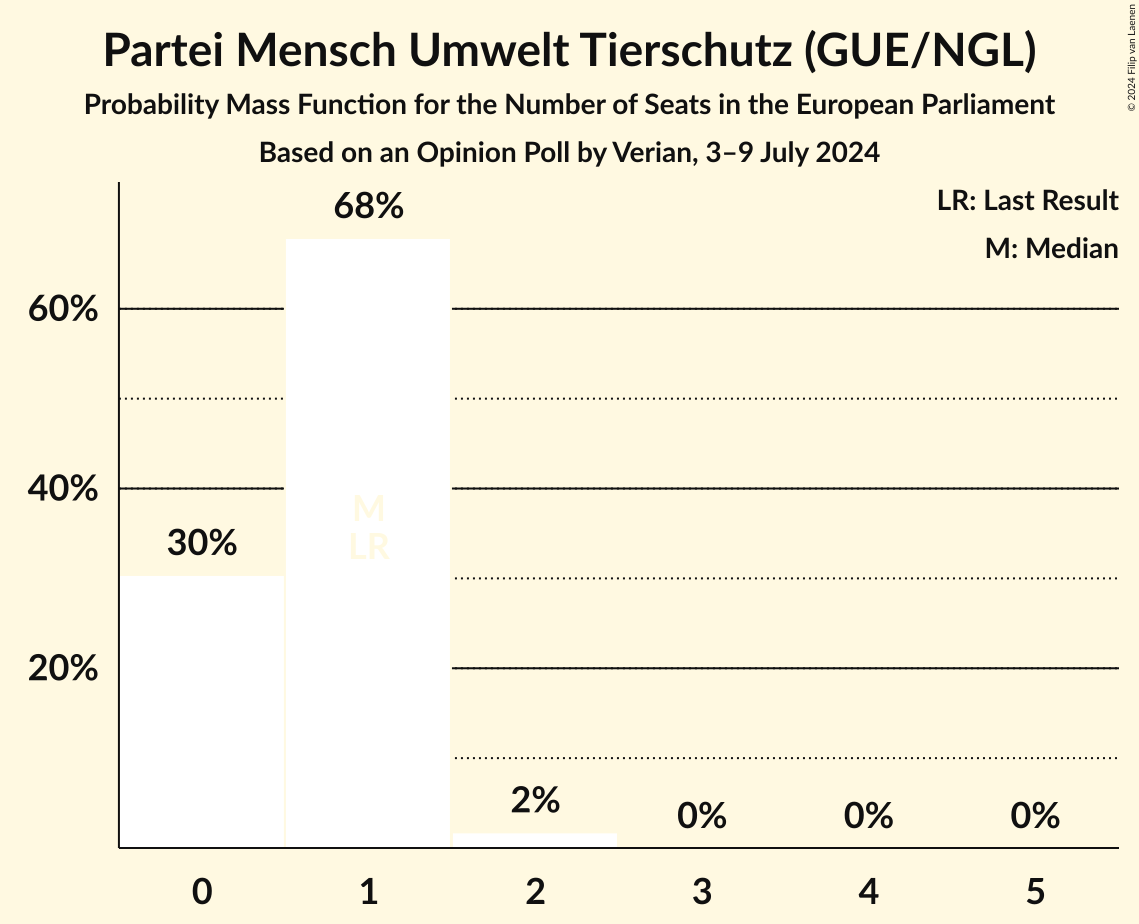 Partei Mensch Umwelt Tierschutz (GUE/NGL)
Probability Mass Function for the Number of Seats in the European Parliament
Based on an Opinion Poll by Verian, 3–9 July 2024
© 2024 Filip van Laenen
LR: Last Result
M: Median
68%
60%
40%
M
LR
30%
20%
2%
0%
0%
0%
0
1
2
3
4
5